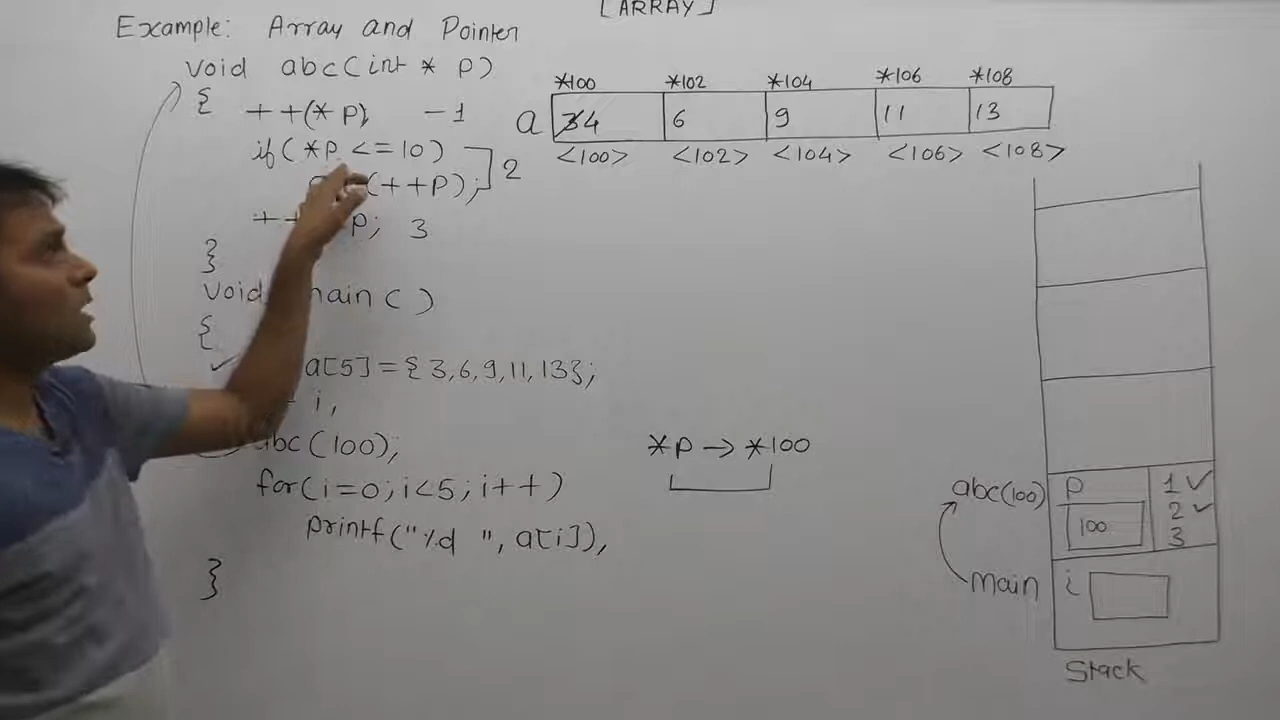 [ARRAY]
Example: Array and Pointer
void abc(int * p)
{
++(*p) -1
if(*p <=10)
(++p); 2
++ p; 3
}
void main()
{
a[5]={3,6,9,11,13};
i,
abc(100);
for(i=0;i<5;i++)
printf("%d ", a[i]),
}
*100 *102 *104 *106 *108
a 34 6 9 11 13
<100> <102> <104> <106> <108>
*p → *100
abc(100) p 1 ✓
100 2 ✓
3
main i
Stack